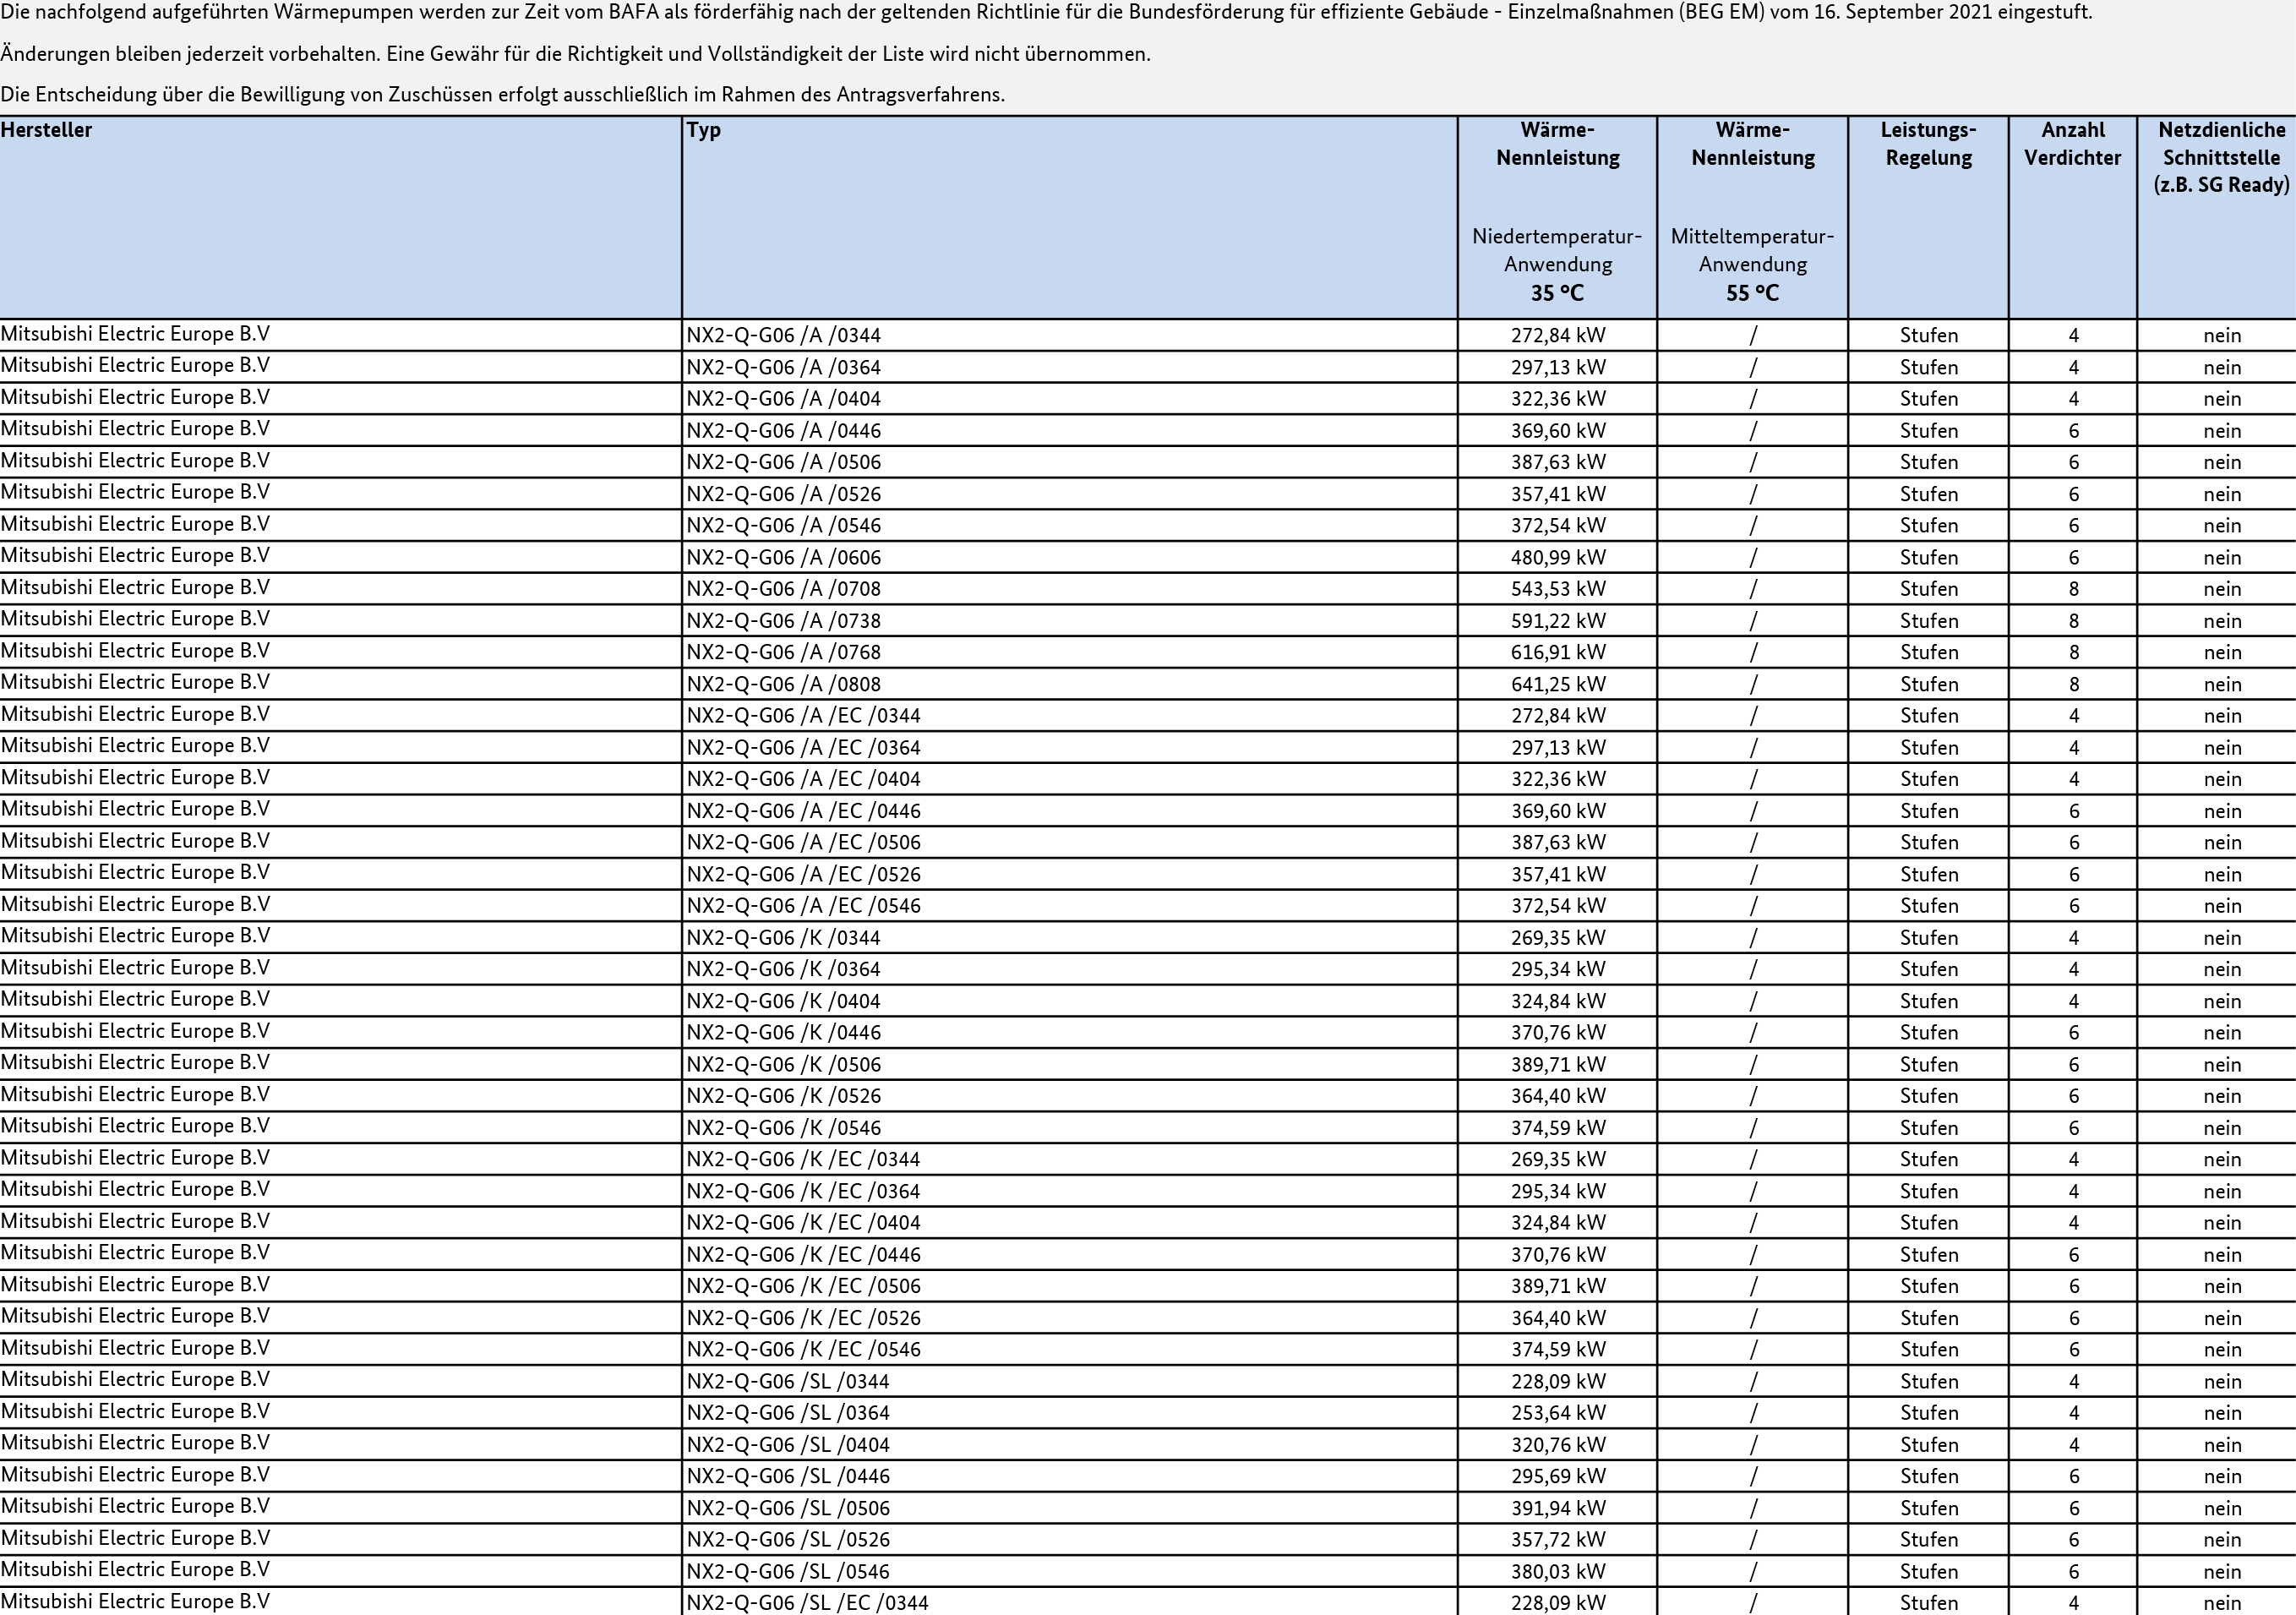 Die nachfolgend aufgeführten Wärmepumpen werden zur Zeit vom BAFA als förderfähig nach der geltenden Richtlinie für die Bundesförderung für effiziente Gebäude - Einzelmaßnahmen (BEG EM) vom 16. September 2021 eingestuft.
Änderungen bleiben jederzeit vorbehalten. Eine Gewähr für die Richtigkeit und Vollständigkeit der Liste wird nicht übernommen.
Die Entscheidung über die Bewilligung von Zuschüssen erfolgt ausschließlich im Rahmen des Antragsverfahrens.
Hersteller Typ Wärme- Wärme- Leistungs- Anzahl Netzdienliche
Nennleistung Nennleistung Regelung Verdichter Schnittstelle
(z.B. SG Ready)
Niedertemperatur- Mitteltemperatur-
Anwendung Anwendung
35 °C 55 °C
Mitsubishi Electric Europe B.V NX2-Q-G06 /A /0344 272,84 kW / Stufen 4 nein
Mitsubishi Electric Europe B.V NX2-Q-G06 /A /0364 297,13 kW / Stufen 4 nein
Mitsubishi Electric Europe B.V NX2-Q-G06 /A /0404 322,36 kW / Stufen 4 nein
Mitsubishi Electric Europe B.V NX2-Q-G06 /A /0446 369,60 kW / Stufen 6 nein
Mitsubishi Electric Europe B.V NX2-Q-G06 /A /0506 387,63 kW / Stufen 6 nein
Mitsubishi Electric Europe B.V NX2-Q-G06 /A /0526 357,41 kW / Stufen 6 nein
Mitsubishi Electric Europe B.V NX2-Q-G06 /A /0546 372,54 kW / Stufen 6 nein
Mitsubishi Electric Europe B.V NX2-Q-G06 /A /0606 480,99 kW / Stufen 6 nein
Mitsubishi Electric Europe B.V NX2-Q-G06 /A /0708 543,53 kW / Stufen 8 nein
Mitsubishi Electric Europe B.V NX2-Q-G06 /A /0738 591,22 kW / Stufen 8 nein
Mitsubishi Electric Europe B.V NX2-Q-G06 /A /0768 616,91 kW / Stufen 8 nein
Mitsubishi Electric Europe B.V NX2-Q-G06 /A /0808 641,25 kW / Stufen 8 nein
Mitsubishi Electric Europe B.V NX2-Q-G06 /A /EC /0344 272,84 kW / Stufen 4 nein
Mitsubishi Electric Europe B.V NX2-Q-G06 /A /EC /0364 297,13 kW / Stufen 4 nein
Mitsubishi Electric Europe B.V NX2-Q-G06 /A /EC /0404 322,36 kW / Stufen 4 nein
Mitsubishi Electric Europe B.V NX2-Q-G06 /A /EC /0446 369,60 kW / Stufen 6 nein
Mitsubishi Electric Europe B.V NX2-Q-G06 /A /EC /0506 387,63 kW / Stufen 6 nein
Mitsubishi Electric Europe B.V NX2-Q-G06 /A /EC /0526 357,41 kW / Stufen 6 nein
Mitsubishi Electric Europe B.V NX2-Q-G06 /A /EC /0546 372,54 kW / Stufen 6 nein
Mitsubishi Electric Europe B.V NX2-Q-G06 /K /0344 269,35 kW / Stufen 4 nein
Mitsubishi Electric Europe B.V NX2-Q-G06 /K /0364 295,34 kW / Stufen 4 nein
Mitsubishi Electric Europe B.V NX2-Q-G06 /K /0404 324,84 kW / Stufen 4 nein
Mitsubishi Electric Europe B.V NX2-Q-G06 /K /0446 370,76 kW / Stufen 6 nein
Mitsubishi Electric Europe B.V NX2-Q-G06 /K /0506 389,71 kW / Stufen 6 nein
Mitsubishi Electric Europe B.V NX2-Q-G06 /K /0526 364,40 kW / Stufen 6 nein
Mitsubishi Electric Europe B.V NX2-Q-G06 /K /0546 374,59 kW / Stufen 6 nein
Mitsubishi Electric Europe B.V NX2-Q-G06 /K /EC /0344 269,35 kW / Stufen 4 nein
Mitsubishi Electric Europe B.V NX2-Q-G06 /K /EC /0364 295,34 kW / Stufen 4 nein
Mitsubishi Electric Europe B.V NX2-Q-G06 /K /EC /0404 324,84 kW / Stufen 4 nein
Mitsubishi Electric Europe B.V NX2-Q-G06 /K /EC /0446 370,76 kW / Stufen 6 nein
Mitsubishi Electric Europe B.V NX2-Q-G06 /K /EC /0506 389,71 kW / Stufen 6 nein
Mitsubishi Electric Europe B.V NX2-Q-G06 /K /EC /0526 364,40 kW / Stufen 6 nein
Mitsubishi Electric Europe B.V NX2-Q-G06 /K /EC /0546 374,59 kW / Stufen 6 nein
Mitsubishi Electric Europe B.V NX2-Q-G06 /SL /0344 228,09 kW / Stufen 4 nein
Mitsubishi Electric Europe B.V NX2-Q-G06 /SL /0364 253,64 kW / Stufen 4 nein
Mitsubishi Electric Europe B.V NX2-Q-G06 /SL /0404 320,76 kW / Stufen 4 nein
Mitsubishi Electric Europe B.V NX2-Q-G06 /SL /0446 295,69 kW / Stufen 6 nein
Mitsubishi Electric Europe B.V NX2-Q-G06 /SL /0506 391,94 kW / Stufen 6 nein
Mitsubishi Electric Europe B.V NX2-Q-G06 /SL /0526 357,72 kW / Stufen 6 nein
Mitsubishi Electric Europe B.V NX2-Q-G06 /SL /0546 380,03 kW / Stufen 6 nein
Mitsubishi Electric Europe B.V NX2-Q-G06 /SL /EC /0344 228,09 kW / Stufen 4 nein